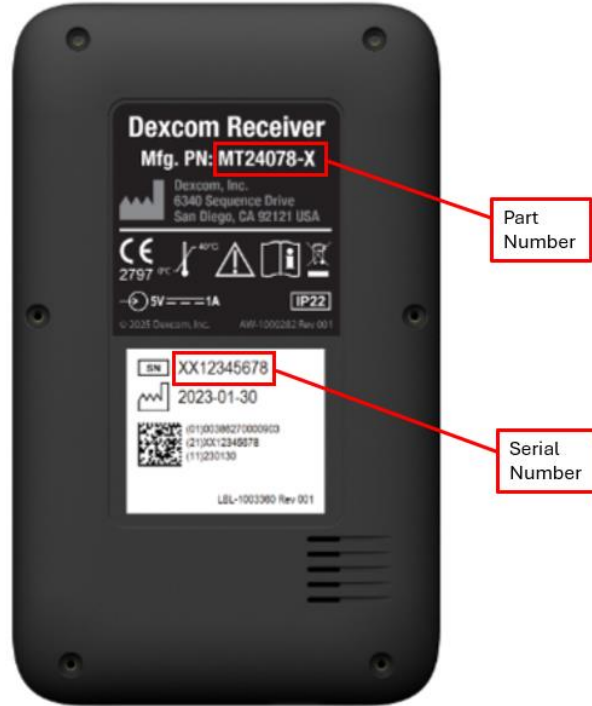 Dexcom Receiver
Mfg. PN: MT24078-X
Dexcom, Inc.
6340 Sequence Drive
San Diego, CA 92121 USA
CE
2797 0°C 40°C
5V 1A IP22
© 2025 Dexcom, Inc. AW-1000282 Rev 001
SN XX12345678
2023-01-30
(01)00386270000903
(21)XX12345678
(11)230130
LBL-1003360 Rev 001
Part
Number
Serial
Number